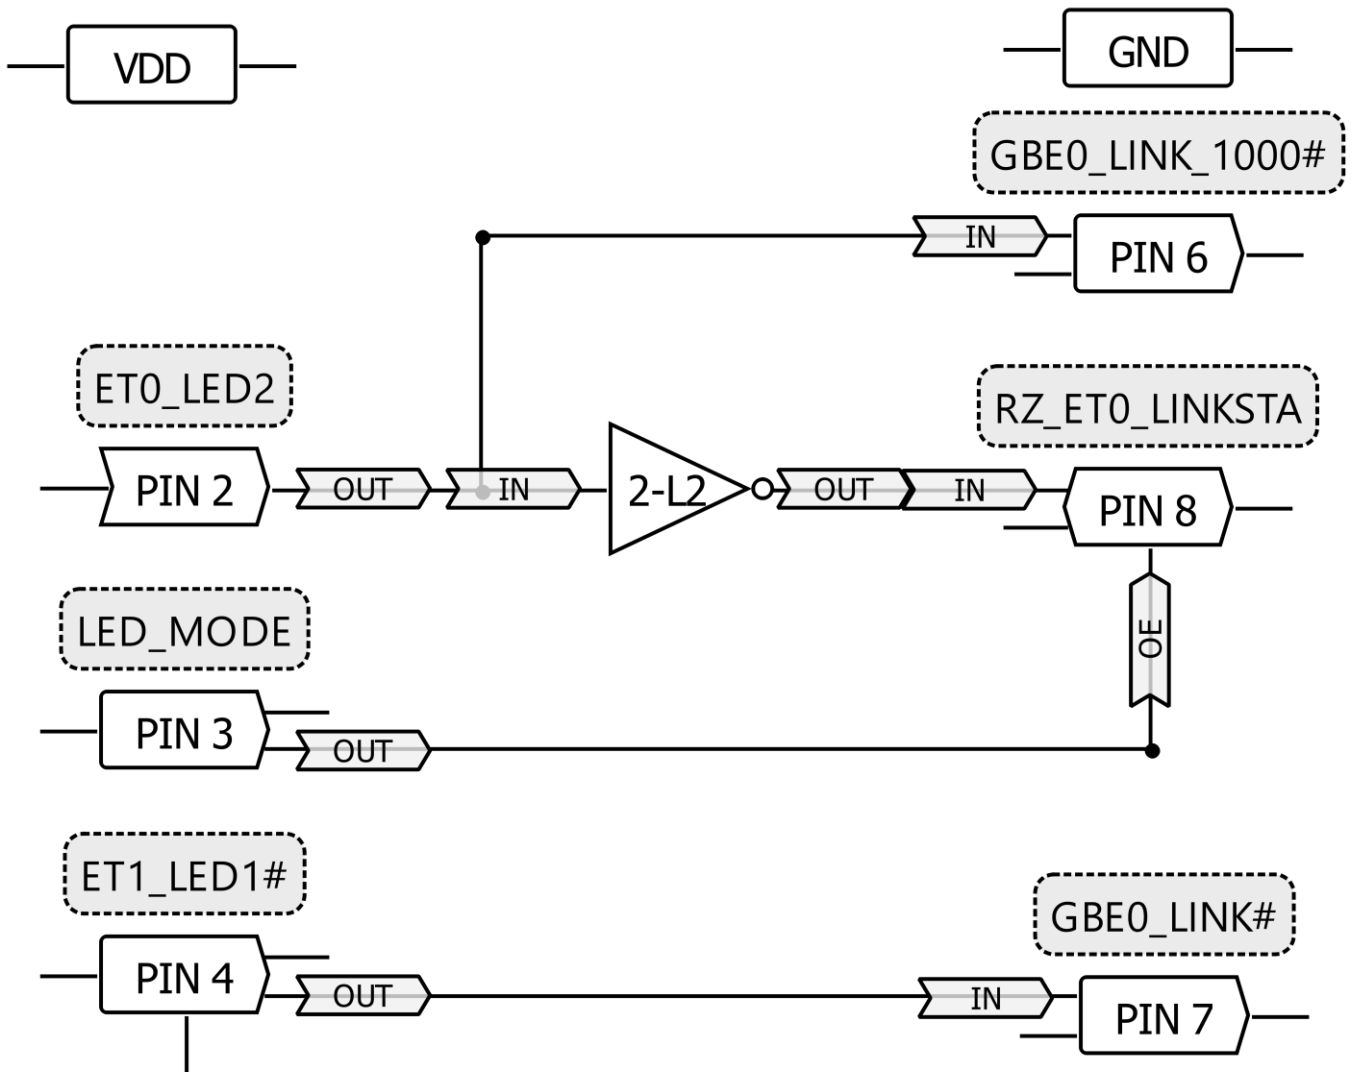 VDD
GND
GBE0_LINK_1000#
IN
PIN 6
ET0_LED2
RZ_ET0_LINKSTA
PIN 2
OUT
IN
2-L2
OUT
IN
PIN 8
OE
LED_MODE
PIN 3
OUT
ET1_LED1#
GBE0_LINK#
PIN 4
OUT
IN
PIN 7